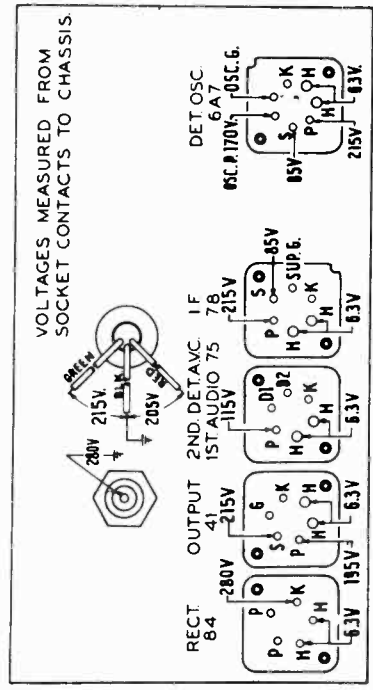 VOLTAGES MEASURED FROM
SOCKET CONTACTS TO CHASSIS.
GREEN
BLK
RED
215V.
205V
280V
RECT.
84
OUTPUT
41
2ND. DET. A.V.C.
1ST. AUDIO 75
I F
78
DET. OSC.
6A7
P
P
280V
K
H
H
6.3V
215V
G
S
K
P
H
H
195V
6.3V
115V
D1
D2
P
K
H
H
6.3V
215V
S
85V
P
SUP. G.
K
H
H
6.3V
OSC. P. 170V.
OSC. G.
K
S
85V
H
P
H
215V
6.3V.